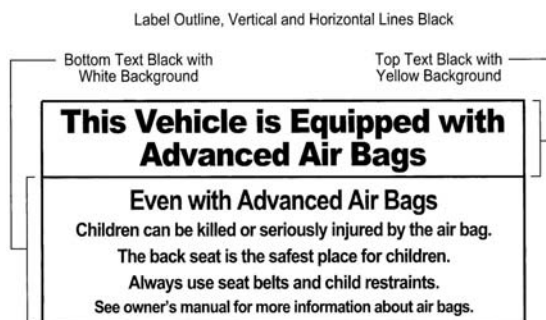 Label Outline, Vertical and Horizontal Lines Black
Bottom Text Black with
White Background
Top Text Black with
Yellow Background
This Vehicle is Equipped with
Advanced Air Bags
Even with Advanced Air Bags
Children can be killed or seriously injured by the air bag.
The back seat is the safest place for children.
Always use seat belts and child restraints.
See owner's manual for more information about air bags.